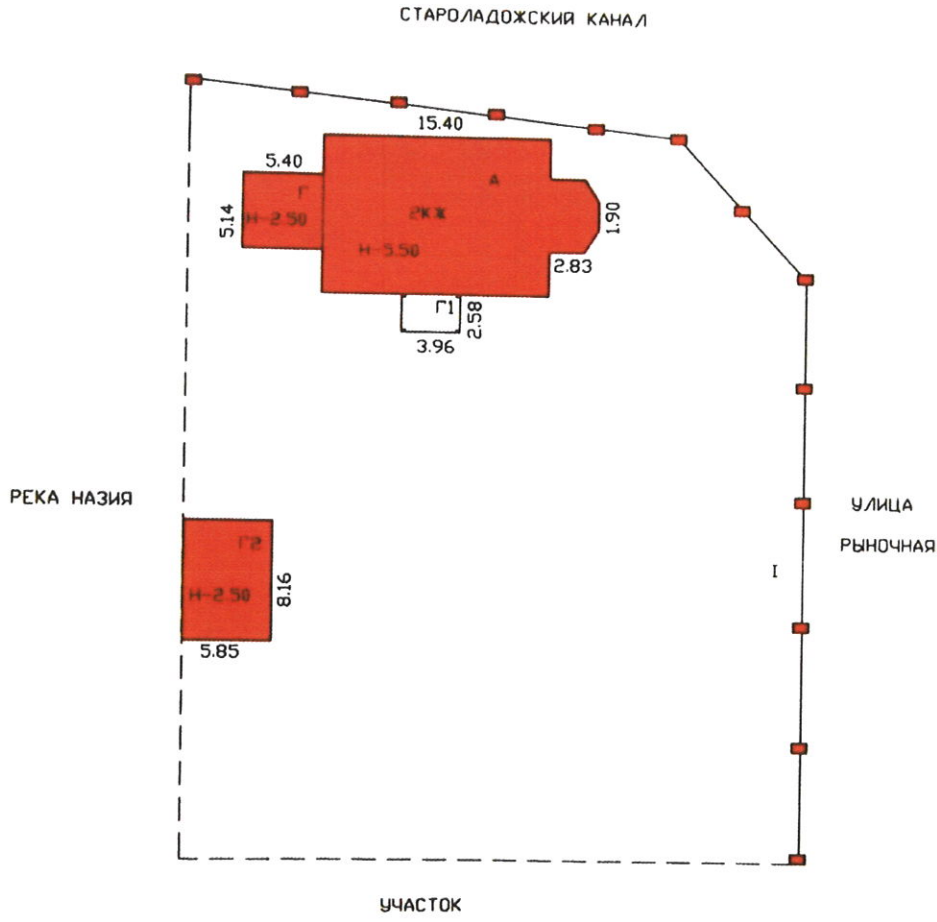 СТАРОЛАДОЖСКИЙ КАНАЛ
15.40
5.40
А
Г
5.14
Н-2.50
2КЖ
1.90
Н-5.50
2.83
Г1
2.58
3.96
РЕКА НАЗИЯ
УЛИЦА
РЫНОЧНАЯ
Г2
I
Н-2.50
8.16
5.85
УЧАСТОК